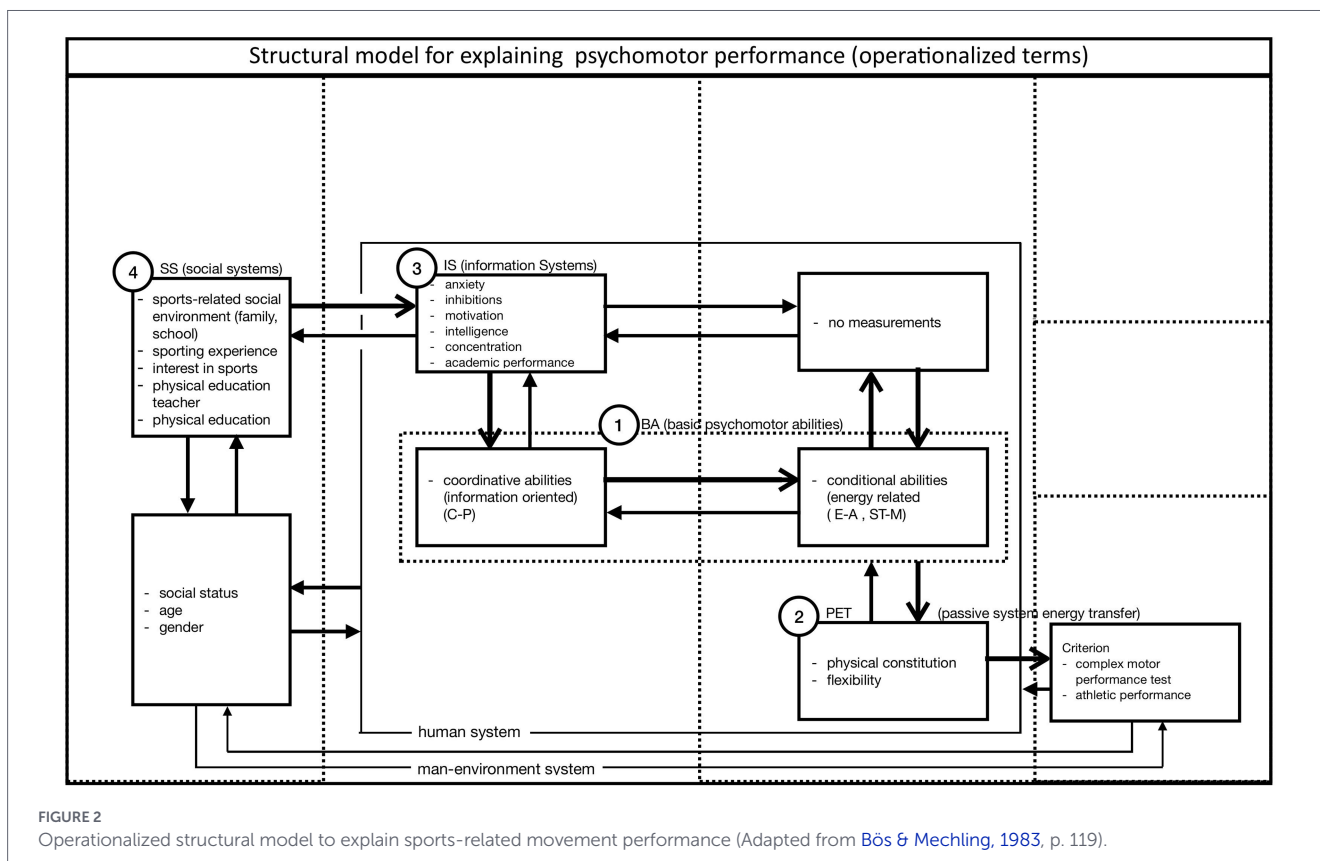 Structural model for explaining psychomotor performance (operationalized terms)
4
SS (social systems)
- sports-related social
environment (family,
school)
- sporting experience
- interest in sports
- physical education
teacher
- physical education
3
IS (information Systems)
- anxiety
- inhibitions
- motivation
- intelligence
- concentration
- academic performance
- no measurements
1
BA (basic psychomotor abilities)
- coordinative abilities
(information oriented)
(C-P)
- conditional abilities
(energy related
( E-A , ST-M)
- social status
- age
- gender
2
PET
(passive system energy transfer)
- physical constitution
- flexibility
Criterion
- complex motor
performance test
- athletic performance
human system
man-environment system
FIGURE 2
Operationalized structural model to explain sports-related movement performance (Adapted from Bös & Mechling, 1983, p. 119).